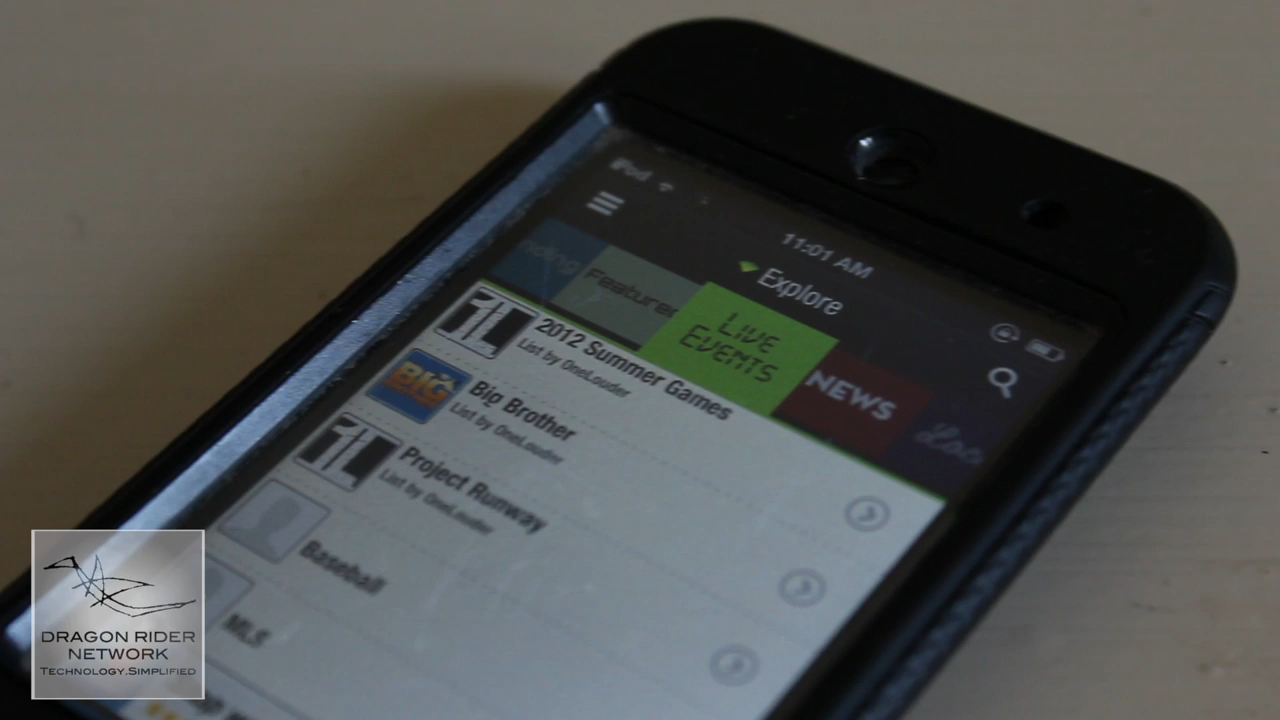 iPod
11:01 AM
Explore
Featured
LIVE
EVENTS
NEWS
2012 Summer Games
List by OneLouder
Big Brother
List by OneLouder
BIG
Project Runway
List by OneLouder
Baseball
MLS
DRAGON RIDER
NETWORK
TECHNOLOGY.SIMPLIFIED